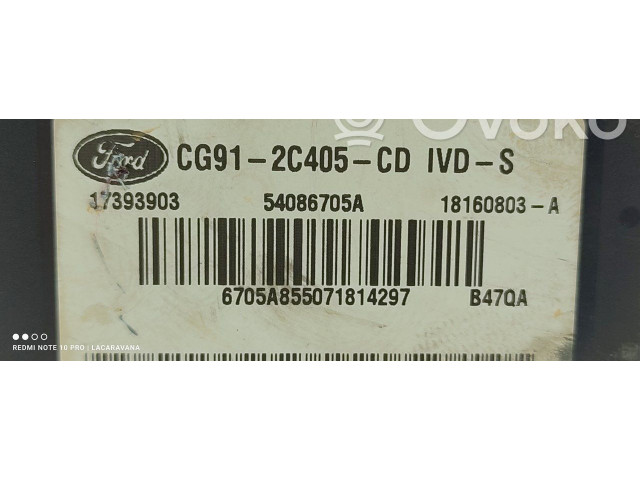 Ovoko
Ford CG91-2C405-CD IVD-S
17393903 54086705A 18160803-A
6705A855071814297 B47QA
REDMI NOTE 10 PRO | LACARAVANA